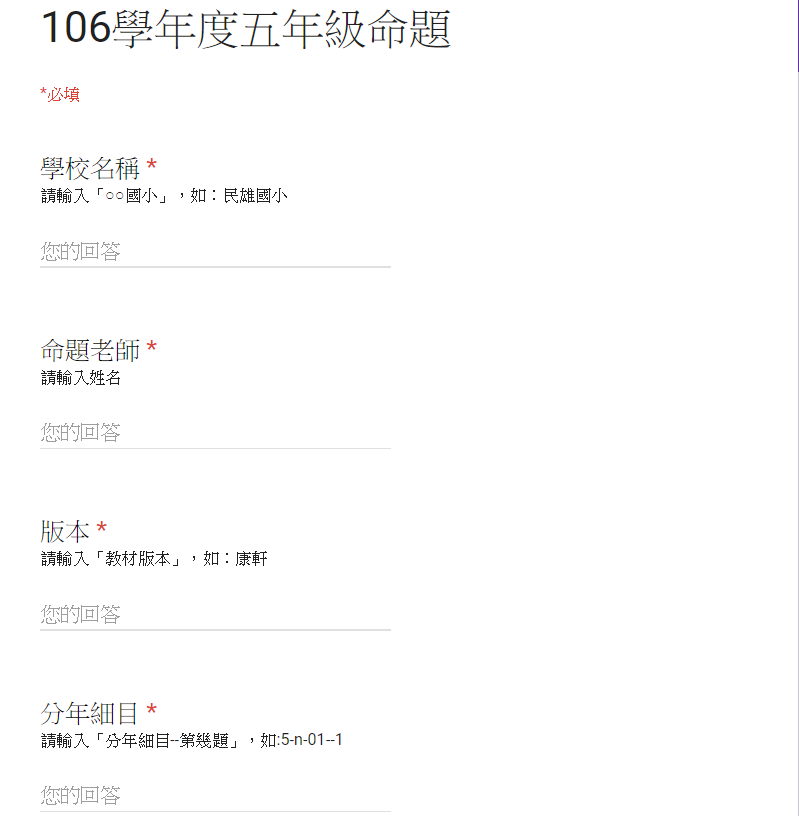 106學年度五年級命題
*必填
學校名稱 *
請輸入「○○國小」，如：民雄國小
您的回答
命題老師 *
請輸入姓名
您的回答
版本 *
請輸入「教材版本」，如：康軒
您的回答
分年細目 *
請輸入「分年細目--第幾題」，如:5-n-01--1
您的回答